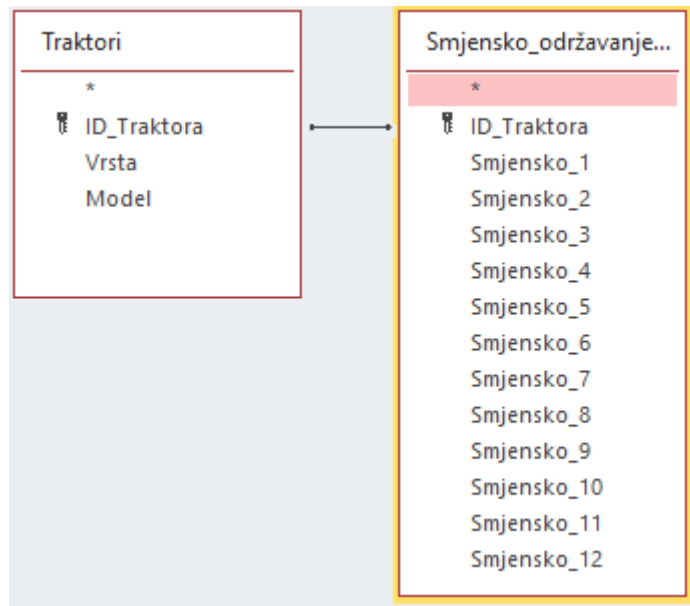 Traktori
*
ID_Traktora
Vrsta
Model
Smjensko_održavanje...
*
ID_Traktora
Smjensko_1
Smjensko_2
Smjensko_3
Smjensko_4
Smjensko_5
Smjensko_6
Smjensko_7
Smjensko_8
Smjensko_9
Smjensko_10
Smjensko_11
Smjensko_12